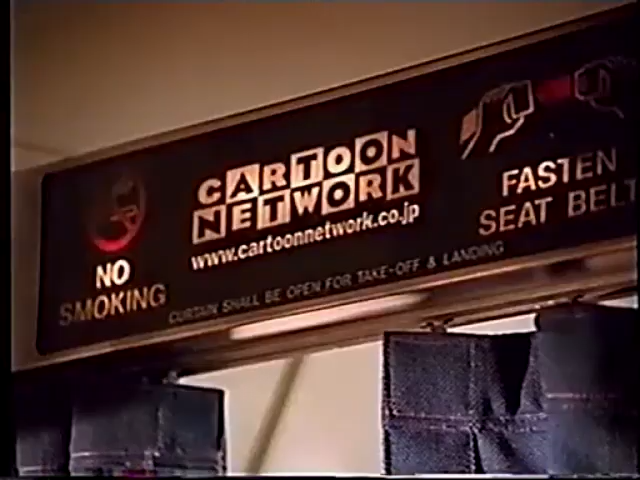 CARTOON
NETWORK
www.cartoonnetwork.co.jp
NO
SMOKING
FASTEN
SEAT BELT
CURTAIN SHALL BE OPEN FOR TAKE-OFF & LANDING